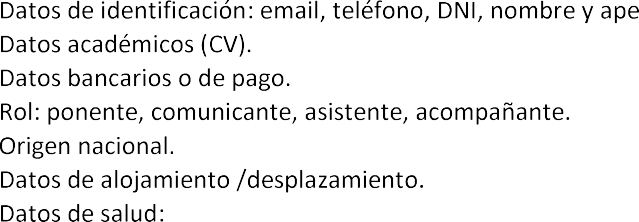 Datos de identificación: email, teléfono, DNI, nombre y ape
Datos académicos (CV).
Datos bancarios o de pago.
Rol: ponente, comunicante, asistente, acompañante.
Origen nacional.
Datos de alojamiento /desplazamiento.
Datos de salud: